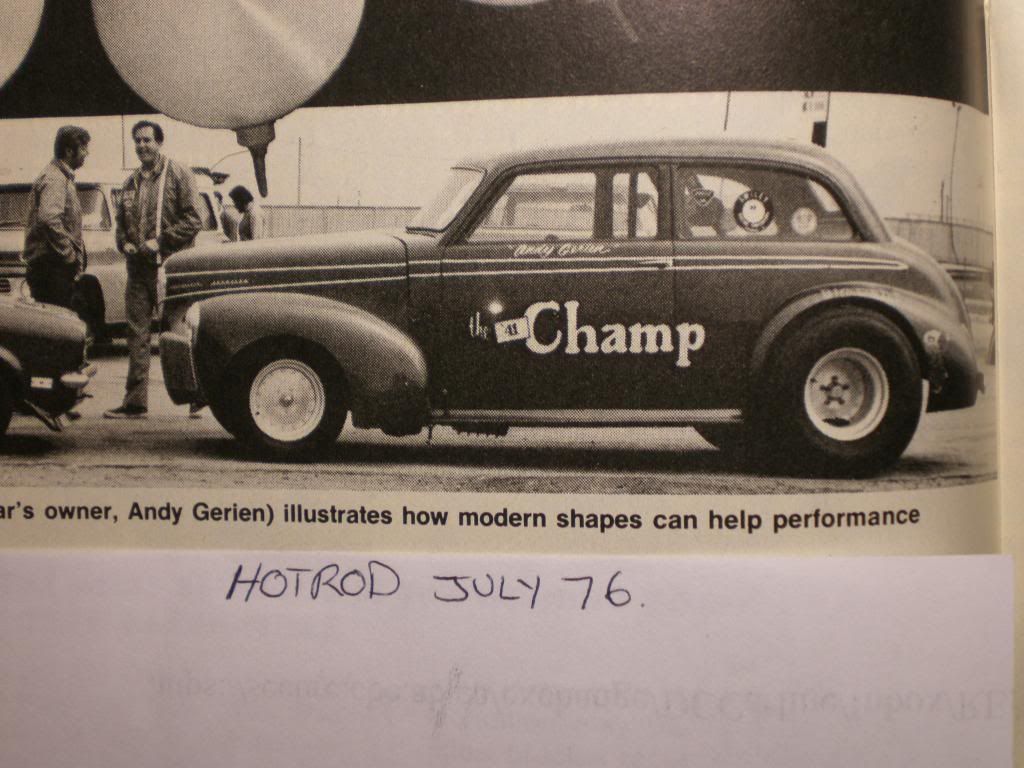 "Andy Gerien"
the '41 Champ
ar's owner, Andy Gerien) illustrates how modern shapes can help performance
HOTROD JULY 76.